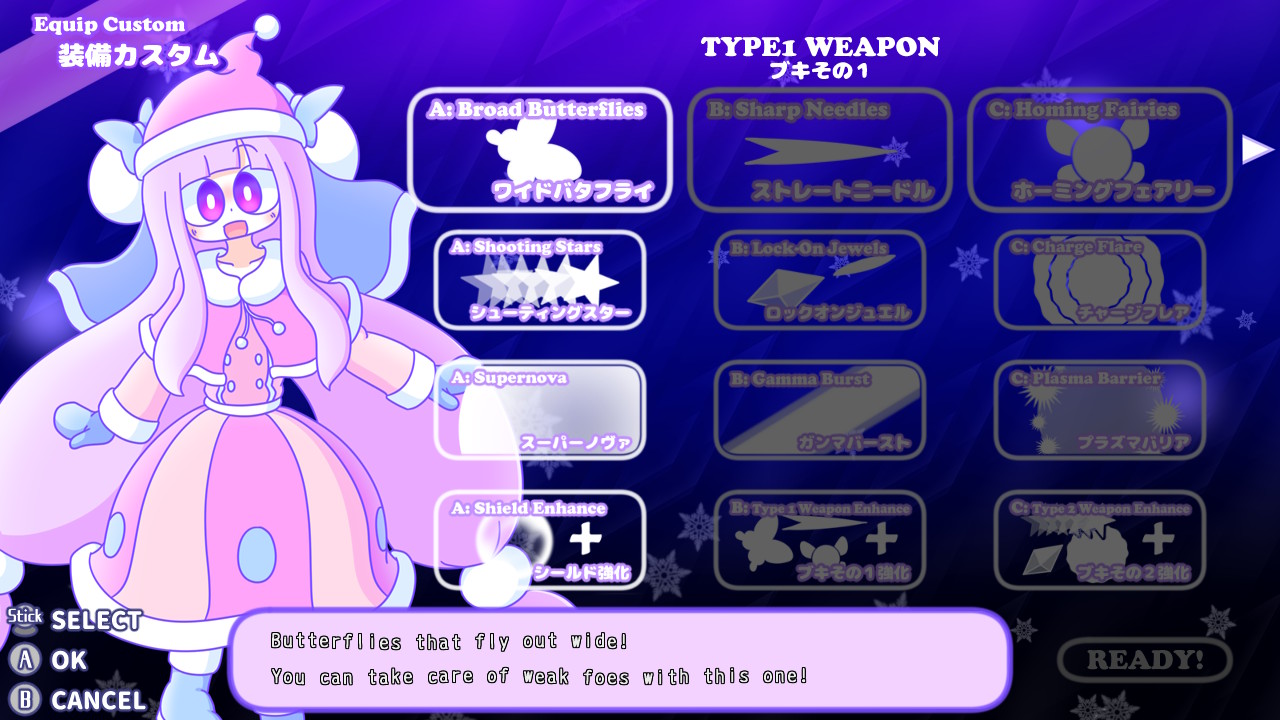 Equip Custom
装備カスタム
TYPE1 WEAPON
ブキその1
A: Broad Butterflies
ワイドバタフライ
B: Sharp Needles
ストレートニードル
C: Homing Fairies
ホーミングフェアリー
A: Shooting Stars
シューティングスター
B: Lock-On Jewels
ロックオンジュエル
C: Charge Flare
チャージフレア
A: Supernova
スーパーノヴァ
B: Gamma Burst
ガンマバースト
C: Plasma Barrier
プラズマバリア
A: Shield Enhance
シールド強化
B: Type 1 Weapon Enhance
ブキその1強化
C: Type 2 Weapon Enhance
ブキその2強化
Stick SELECT
A OK
B CANCEL
Butterflies that fly out wide!
You can take care of weak foes with this one!
READY!